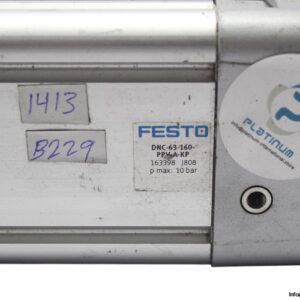 1413
B229
FESTO
DNC-63-160-
PPV-A-KP
163398 J808
p max: 10 bar
PLATINUM